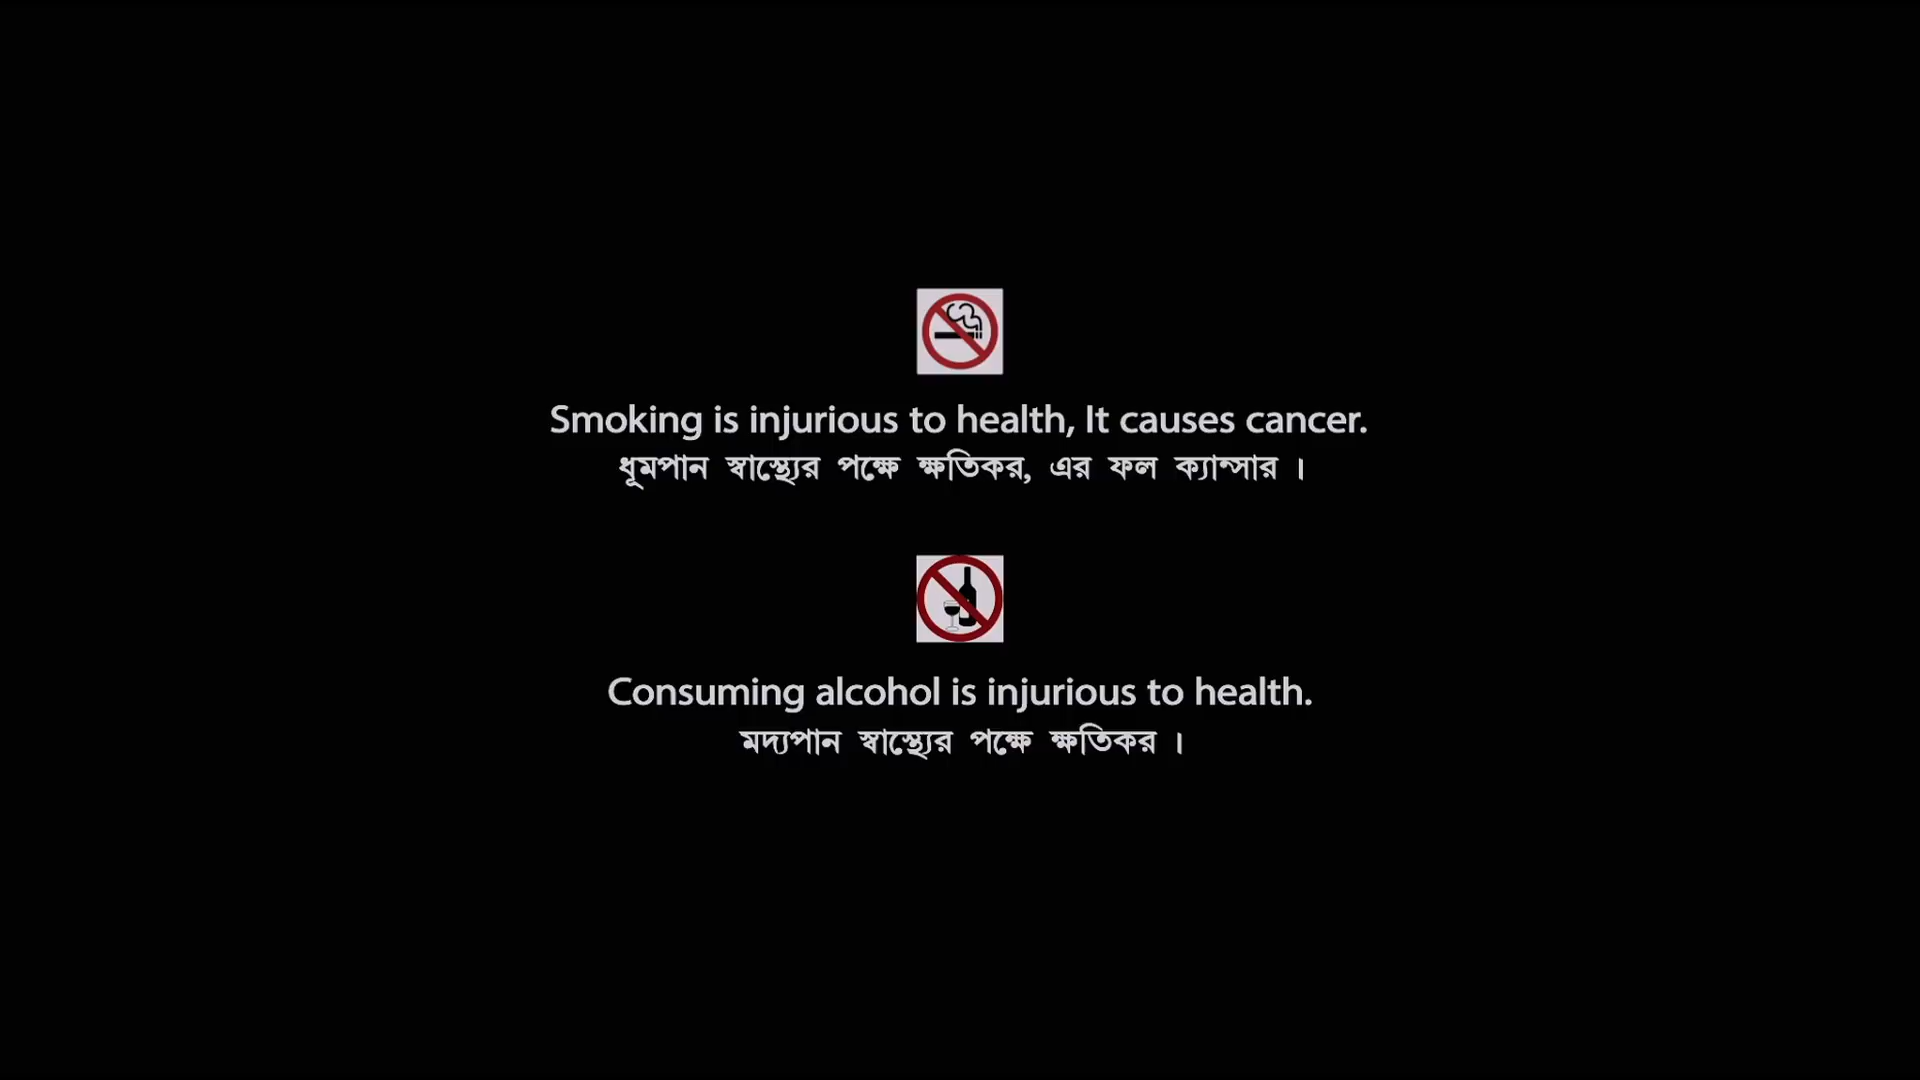 Smoking is injurious to health, It causes cancer.
ধূমপান স্বাস্থ্যের পক্ষে ক্ষতিকর, এর ফল ক্যান্সার ।
Consuming alcohol is injurious to health.
মদ্যপান স্বাস্থ্যের পক্ষে ক্ষতিকর ।